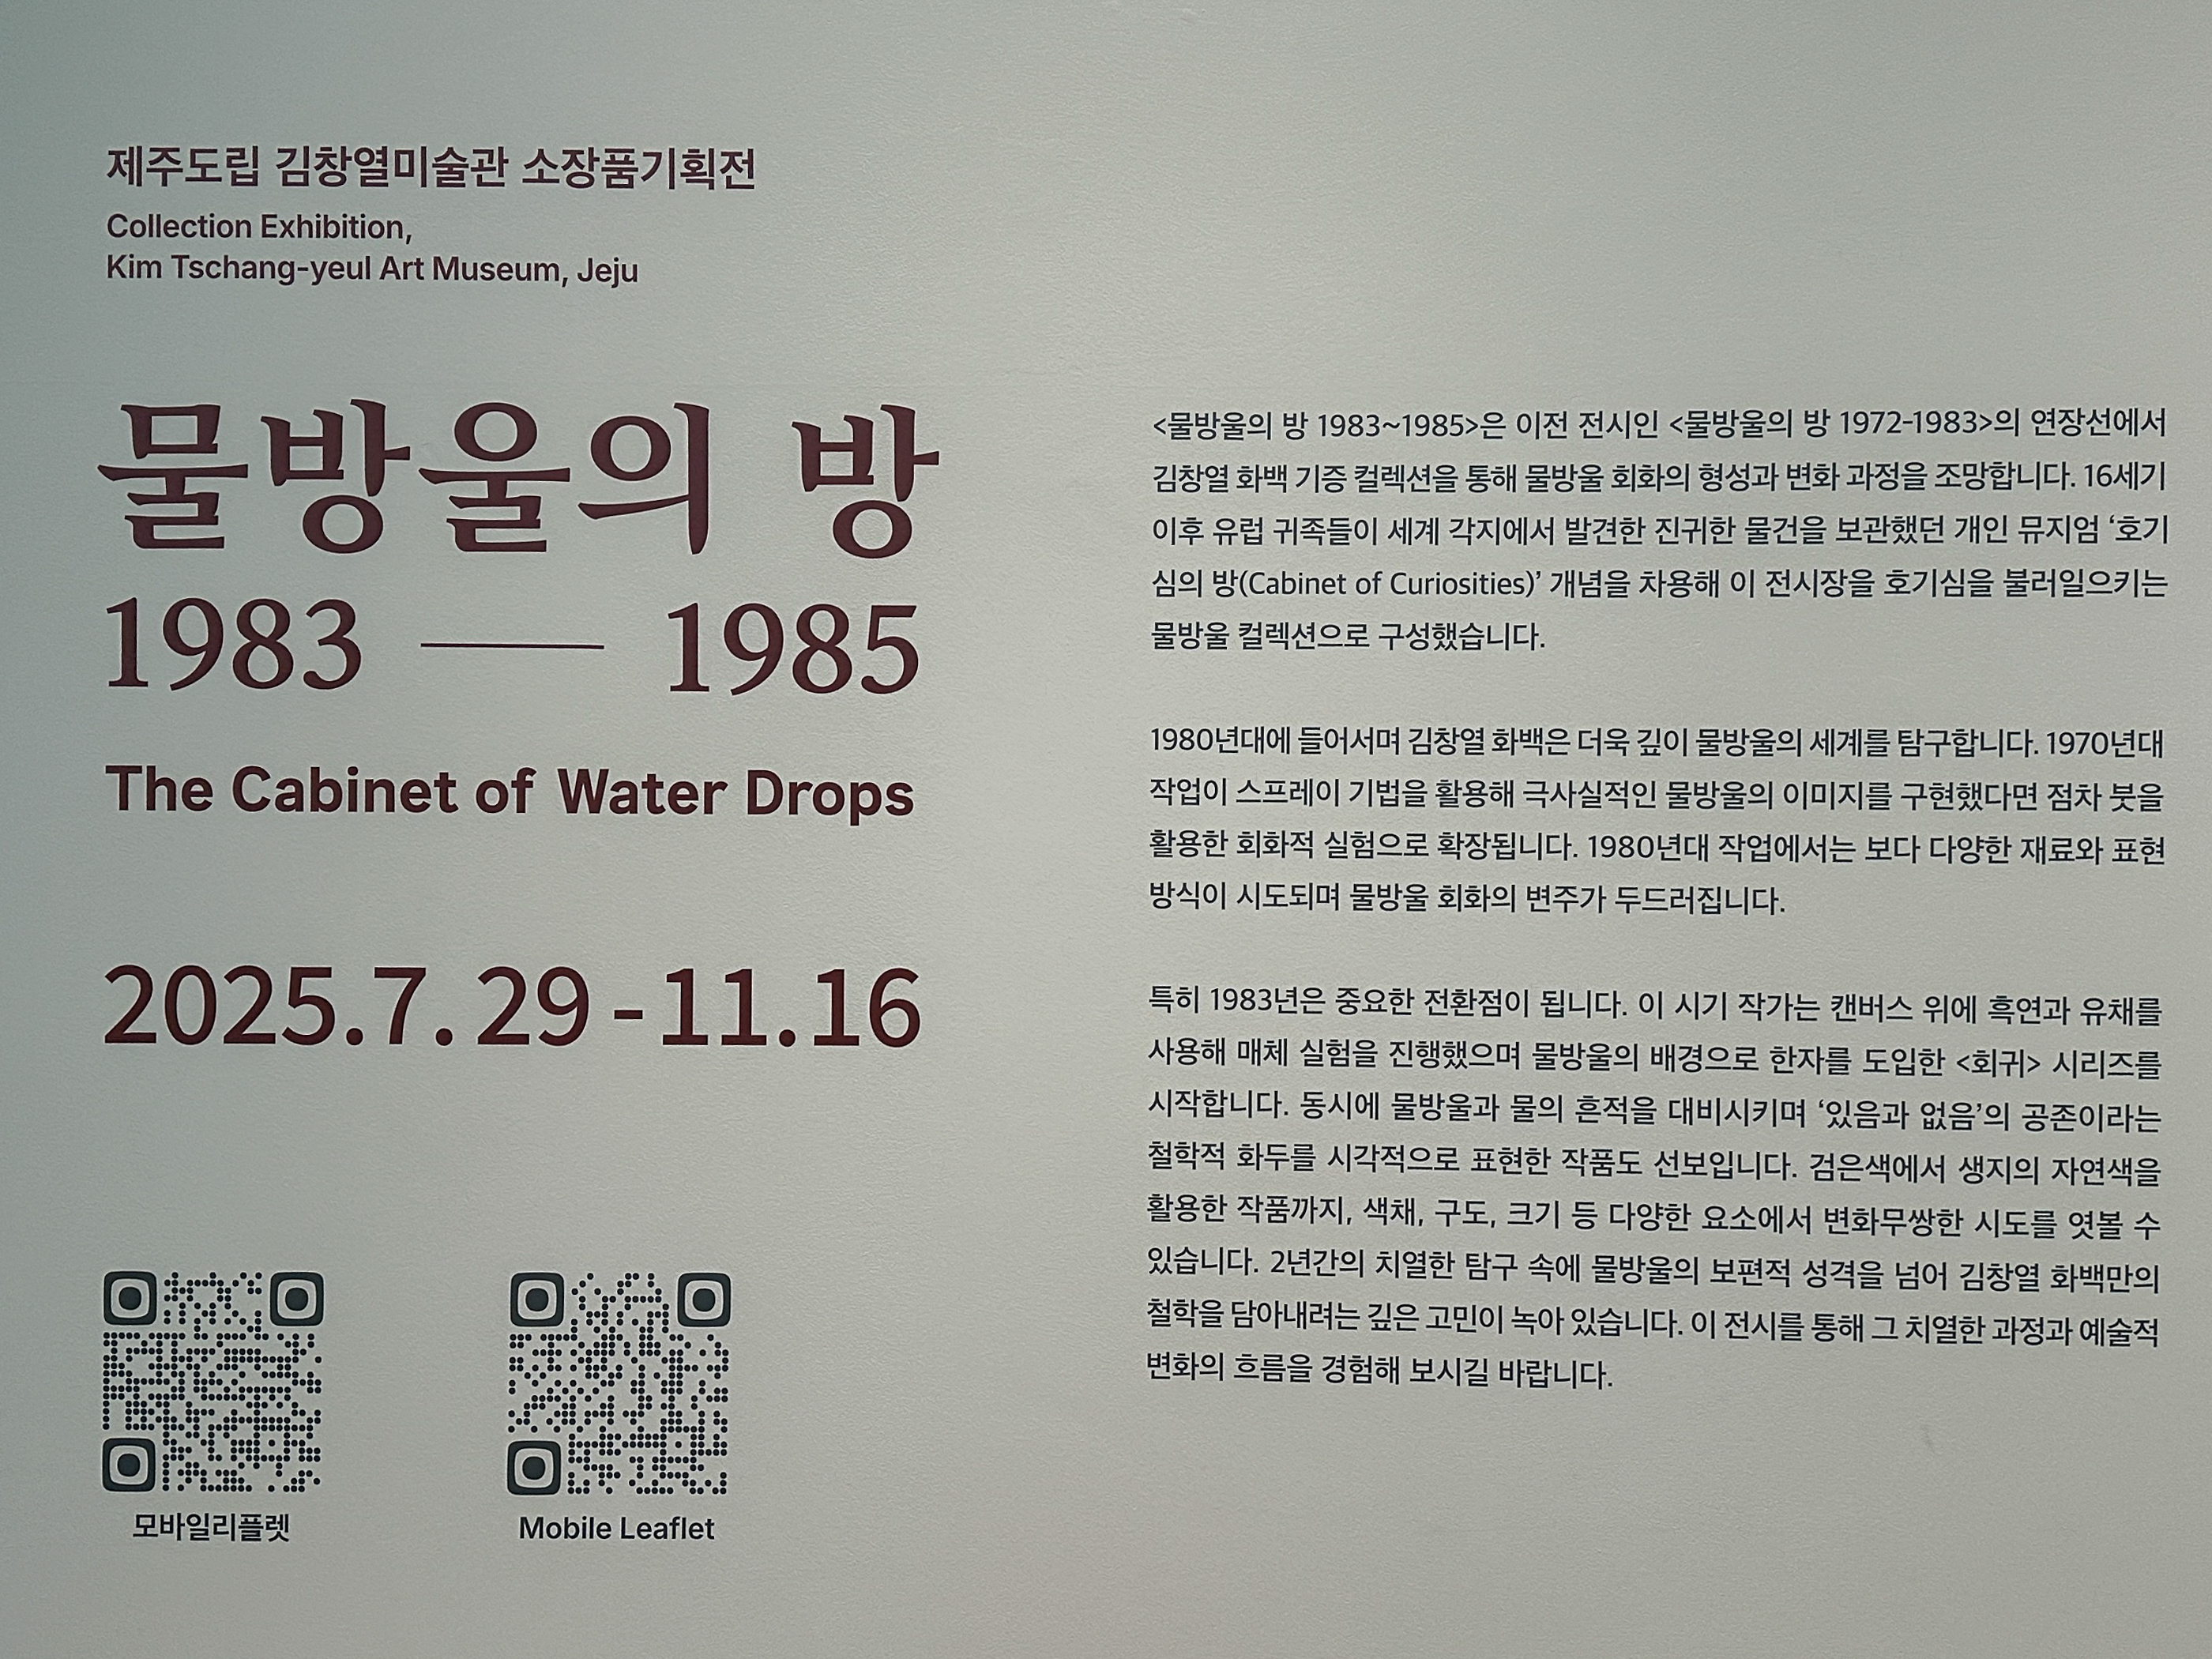 제주도립 김창열미술관 소장품기획전
Collection Exhibition,
Kim Tschang-yeul Art Museum, Jeju
물방울의 방
1983 — 1985
The Cabinet of Water Drops
2025.7.29 - 11.16
모바일리플렛
Mobile Leaflet
<물방울의 방 1983~1985>은 이전 전시인 <물방울의 방 1972-1983>의 연장선에서
김창열 화백 기증 컬렉션을 통해 물방울 회화의 형성과 변화 과정을 조망합니다. 16세기
이후 유럽 귀족들이 세계 각지에서 발견한 진귀한 물건을 보관했던 개인 뮤지엄 ‘호기
심의 방(Cabinet of Curiosities)’ 개념을 차용해 이 전시장을 호기심을 불러일으키는
물방울 컬렉션으로 구성했습니다.
1980년대에 들어서며 김창열 화백은 더욱 깊이 물방울의 세계를 탐구합니다. 1970년대
작업이 스프레이 기법을 활용해 극사실적인 물방울의 이미지를 구현했다면 점차 붓을
활용한 회화적 실험으로 확장됩니다. 1980년대 작업에서는 보다 다양한 재료와 표현
방식이 시도되며 물방울 회화의 변주가 두드러집니다.
특히 1983년은 중요한 전환점이 됩니다. 이 시기 작가는 캔버스 위에 흑연과 유채를
사용해 매체 실험을 진행했으며 물방울의 배경으로 한자를 도입한 <회귀> 시리즈를
시작합니다. 동시에 물방울과 물의 흔적을 대비시키며 ‘있음과 없음’의 공존이라는
철학적 화두를 시각적으로 표현한 작품도 선보입니다. 검은색에서 생지의 자연색을
활용한 작품까지, 색채, 구도, 크기 등 다양한 요소에서 변화무쌍한 시도를 엿볼 수
있습니다. 2년간의 치열한 탐구 속에 물방울의 보편적 성격을 넘어 김창열 화백만의
철학을 담아내려는 깊은 고민이 녹아 있습니다. 이 전시를 통해 그 치열한 과정과 예술적
변화의 흐름을 경험해 보시길 바랍니다.